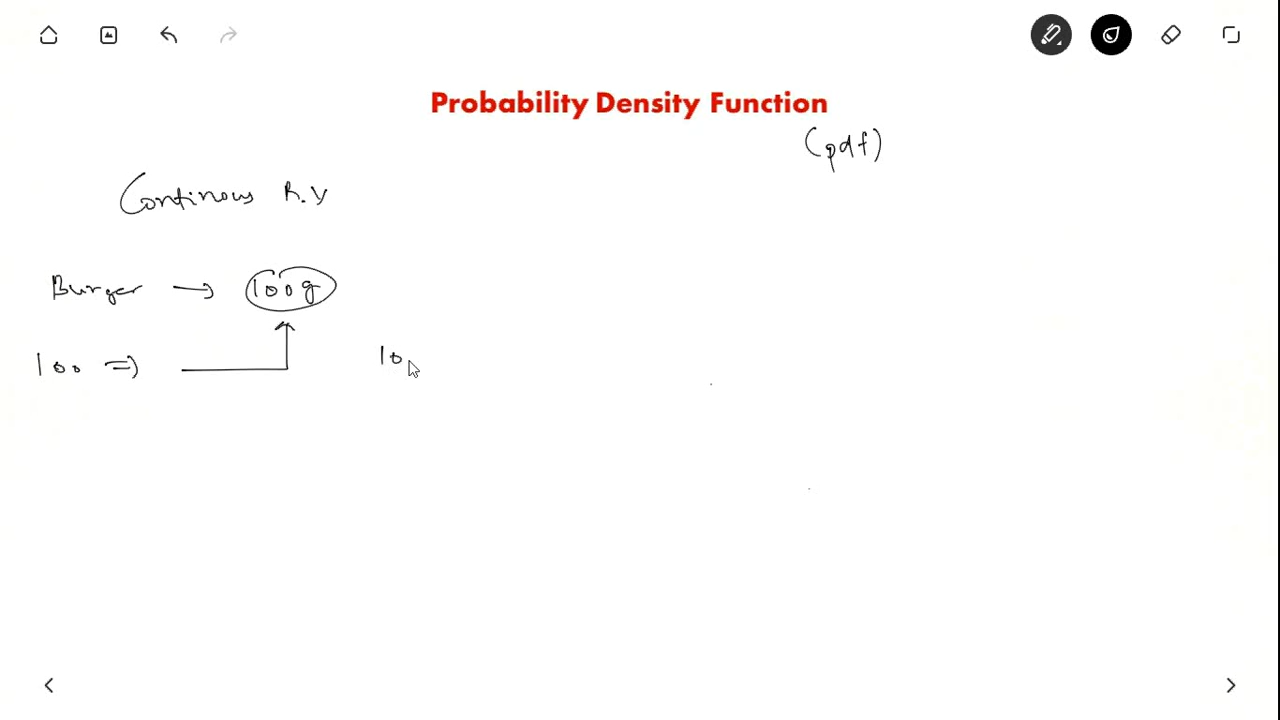 Probability Density Function
(pdf)
Continous R.V
Burger → 100g
100 ⇒
10